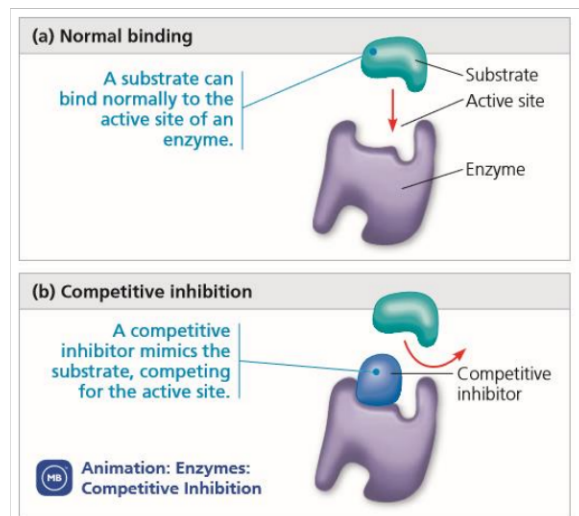 (a) Normal binding
A substrate can
bind normally to the
active site of an
enzyme.
Substrate
Active site
Enzyme
(b) Competitive inhibition
A competitive
inhibitor mimics the
substrate, competing
for the active site.
Competitive
inhibitor
MB
Animation: Enzymes:
Competitive Inhibition